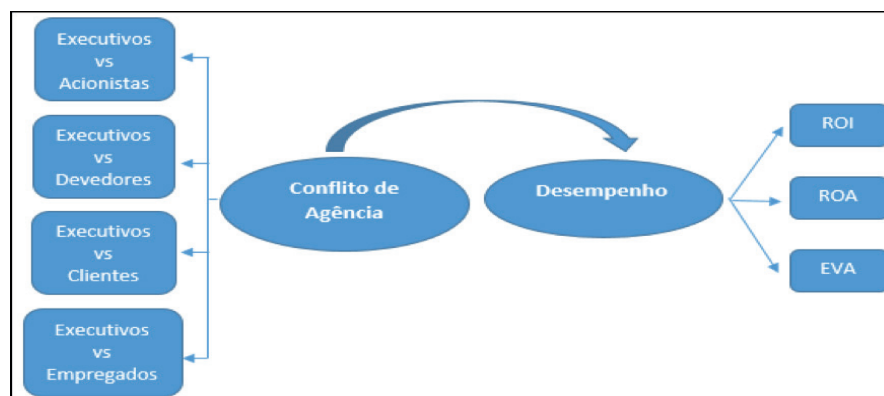 Executivos
vs
Acionistas
Executivos
vs
Devedores
Executivos
vs
Clientes
Executivos
vs
Empregados
Conflito de
Agência
Desempenho
ROI
ROA
EVA